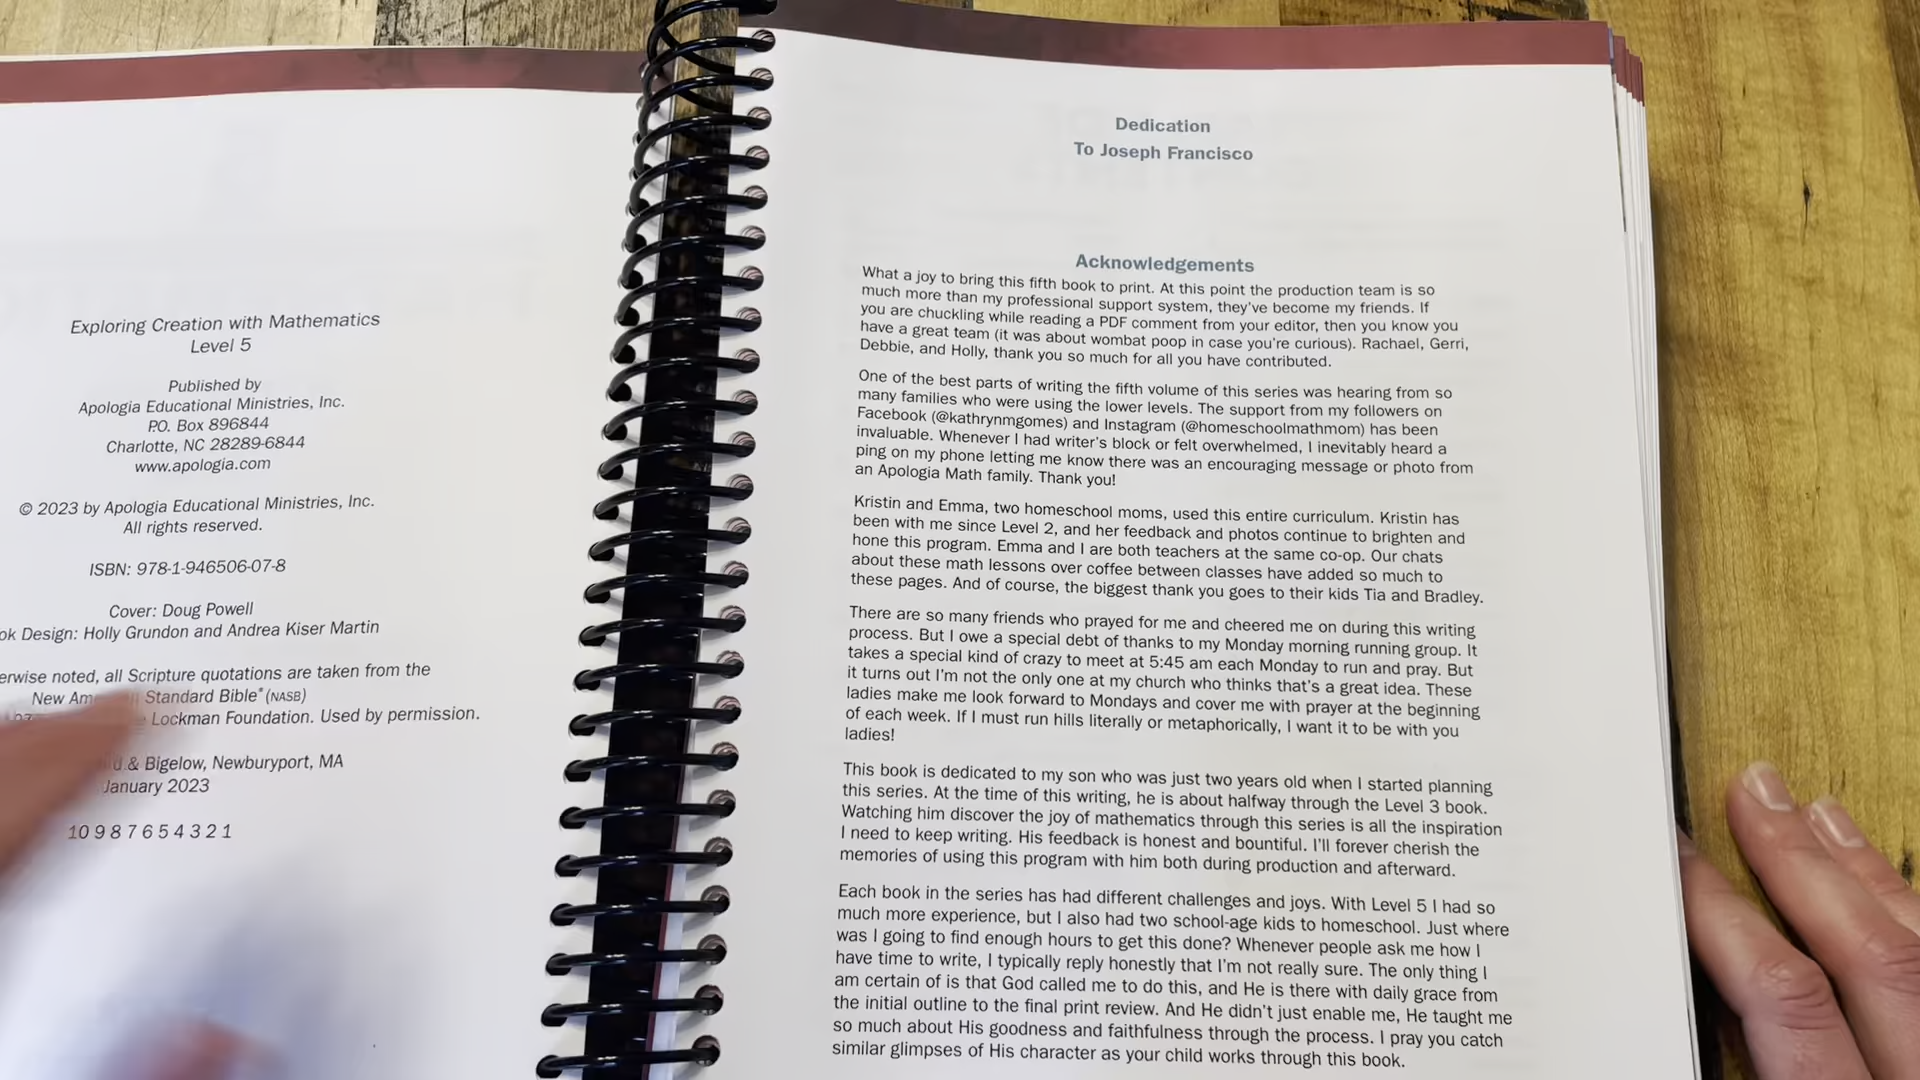 Exploring Creation with Mathematics
Level 5
Published by
Apologia Educational Ministries, Inc.
P.O. Box 896844
Charlotte, NC 28289-6844
www.apologia.com
© 2023 by Apologia Educational Ministries, Inc.
All rights reserved.
ISBN: 978-1-946506-07-8
Cover: Doug Powell
Design: Holly Grundon and Andrea Kiser Martin
noted, all Scripture quotations are taken from the
New Standard Bible® (NASB)
Lockman Foundation. Used by permission.
& Bigelow, Newburyport, MA
January 2023
10 9 8 7 6 5 4 3 2 1
Dedication
To Joseph Francisco
Acknowledgements
What a joy to bring this fifth book to print. At this point the production team is so
much more than my professional support system, they've become my friends. If
you are chuckling while reading a PDF comment from your editor, then you know you
have a great team (it was about wombat poop in case you're curious). Rachael, Gerri,
Debbie, and Holly, thank you so much for all you have contributed.
One of the best parts of writing the fifth volume of this series was hearing from so
many families who were using the lower levels. The support from my followers on
Facebook (@kathrynmgomes) and Instagram (@homeschoolmathmom) has been
invaluable. Whenever I had writer's block or felt overwhelmed, I inevitably heard a
ping on my phone letting me know there was an encouraging message or photo from
an Apologia Math family. Thank you!
Kristin and Emma, two homeschool moms, used this entire curriculum. Kristin has
been with me since Level 2, and her feedback and photos continue to brighten and
hone this program. Emma and I are both teachers at the same co-op. Our chats
about these math lessons over coffee between classes have added so much to
these pages. And of course, the biggest thank you goes to their kids Tia and Bradley.
There are so many friends who prayed for me and cheered me on during this writing
process. But I owe a special debt of thanks to my Monday morning running group. It
takes a special kind of crazy to meet at 5:45 am each Monday to run and pray. But
it turns out I'm not the only one at my church who thinks that's a great idea. These
ladies make me look forward to Mondays and cover me with prayer at the beginning
of each week. If I must run hills literally or metaphorically, I want it to be with you
ladies!
This book is dedicated to my son who was just two years old when I started planning
this series. At the time of this writing, he is about halfway through the Level 3 book.
Watching him discover the joy of mathematics through this series is all the inspiration
I need to keep writing. His feedback is honest and bountiful. I'll forever cherish the
memories of using this program with him both during production and afterward.
Each book in the series has had different challenges and joys. With Level 5 I had so
much more experience, but I also had two school-age kids to homeschool. Just where
was I going to find enough hours to get this done? Whenever people ask me how I
have time to write, I typically reply honestly that I'm not really sure. The only thing I
am certain of is that God called me to do this, and He is there with daily grace from
the initial outline to the final print review. And He didn't just enable me, He taught me
so much about His goodness and faithfulness through the process. I pray you catch
similar glimpses of His character as your child works through this book.